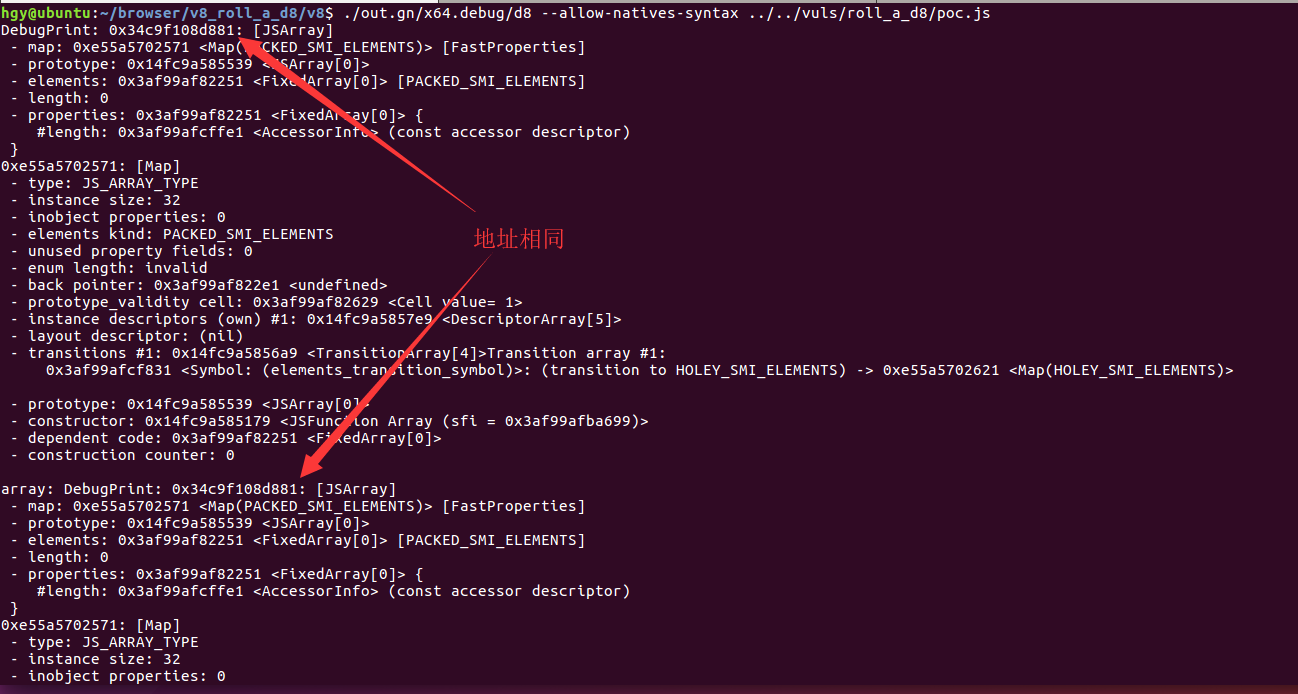 hgy@ubuntu:~/browser/v8_roll_a_d8/v8$ ./out.gn/x64.debug/d8 --allow-natives-syntax ../../vuls/roll_a_d8/poc.js
DebugPrint: 0x34c9f108d881: [JSArray]
 - map: 0xe55a5702571 <Map(PACKED_SMI_ELEMENTS)> [FastProperties]
 - prototype: 0x14fc9a585539 <JSArray[0]>
 - elements: 0x3af99af82251 <FixedArray[0]> [PACKED_SMI_ELEMENTS]
 - length: 0
 - properties: 0x3af99af82251 <FixedArray[0]> {
    #length: 0x3af99afcffe1 <AccessorInfo> (const accessor descriptor)
 }
0xe55a5702571: [Map]
 - type: JS_ARRAY_TYPE
 - instance size: 32
 - inobject properties: 0
 - elements kind: PACKED_SMI_ELEMENTS
 - unused property fields: 0
 - enum length: invalid
 - back pointer: 0x3af99af822e1 <undefined>
 - prototype_validity cell: 0x3af99af82629 <Cell value= 1>
 - instance descriptors (own) #1: 0x14fc9a5857e9 <DescriptorArray[5]>
 - layout descriptor: (nil)
 - transitions #1: 0x14fc9a5856a9 <TransitionArray[4]>Transition array #1:
     0x3af99afcf831 <Symbol: (elements_transition_symbol)>: (transition to HOLEY_SMI_ELEMENTS) -> 0xe55a5702621 <Map(HOLEY_SMI_ELEMENTS)>
 - prototype: 0x14fc9a585539 <JSArray[0]>
 - constructor: 0x14fc9a585179 <JSFunction Array (sfi = 0x3af99afba699)>
 - dependent code: 0x3af99af82251 <FixedArray[0]>
 - construction counter: 0
地址相同
array: DebugPrint: 0x34c9f108d881: [JSArray]
 - map: 0xe55a5702571 <Map(PACKED_SMI_ELEMENTS)> [FastProperties]
 - prototype: 0x14fc9a585539 <JSArray[0]>
 - elements: 0x3af99af82251 <FixedArray[0]> [PACKED_SMI_ELEMENTS]
 - length: 0
 - properties: 0x3af99af82251 <FixedArray[0]> {
    #length: 0x3af99afcffe1 <AccessorInfo> (const accessor descriptor)
 }
0xe55a5702571: [Map]
 - type: JS_ARRAY_TYPE
 - instance size: 32
 - inobject properties: 0